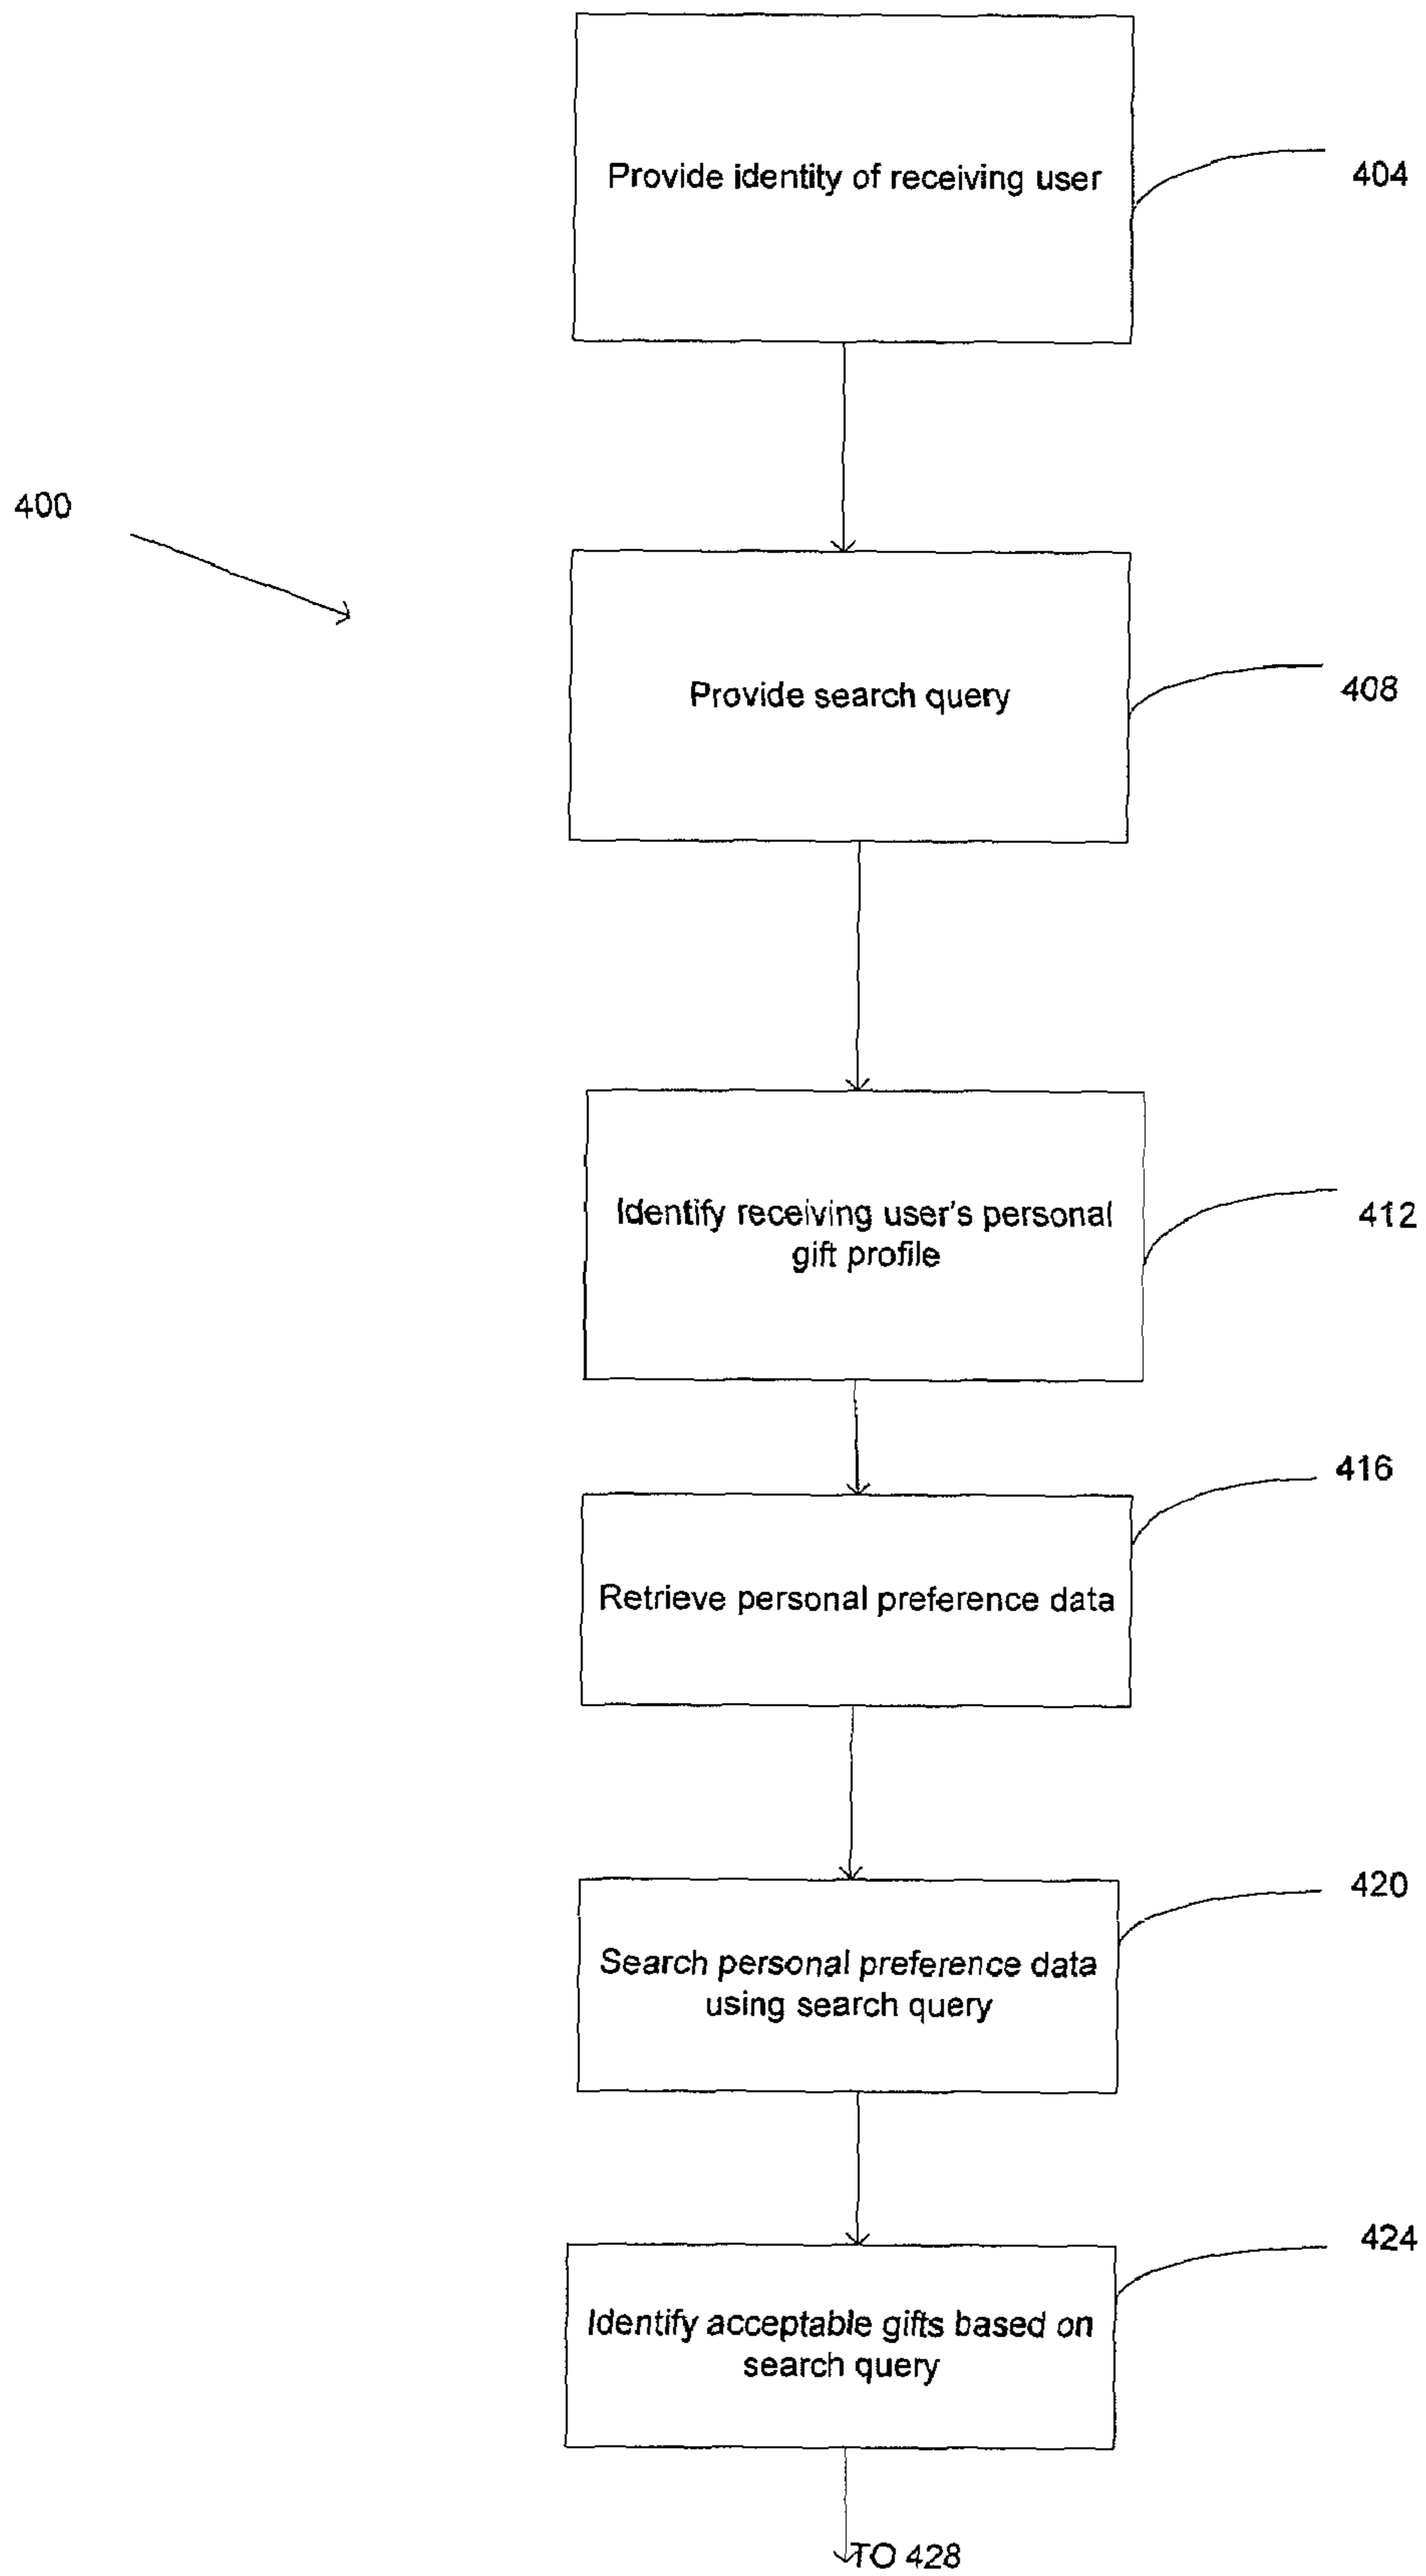 Provide identity of receiving user
404
400
Provide search query
408
Identify receiving user's personal
gift profile
412
416
Retrieve personal preference data
420
Search personal preference data
using search query
424
Identify acceptable gifts based on
search query
TO 428